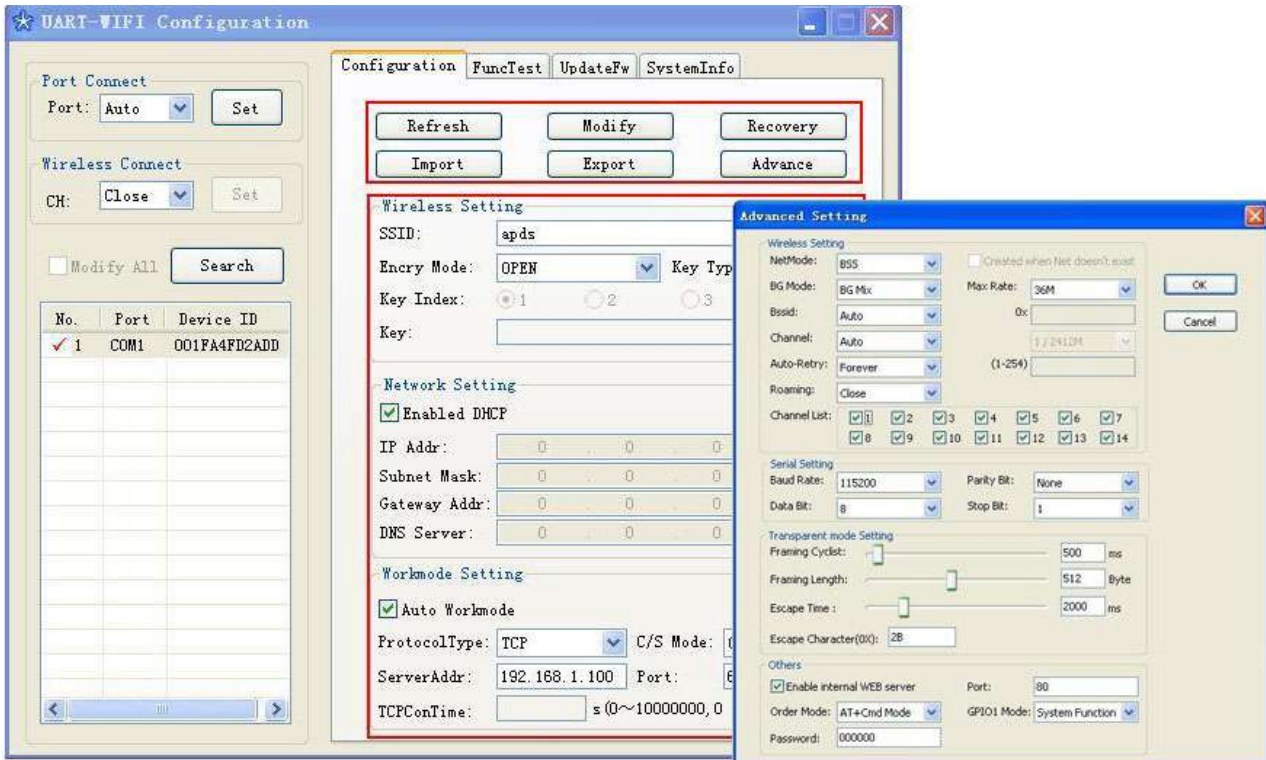 UART-WIFI Configuration
Port Connect
Port: Auto Set
Wireless Connect
CH: Close Set
Modify All Search
No. Port Device ID
1 COM1 001FA4FD2ADD
Configuration FuncTest UpdateFw SystemInfo
Refresh Modify Recovery
Import Export Advance
Wireless Setting
SSID: apds
Encry Mode: OPEN Key Typ
Key Index: 1 2 3
Key:
Network Setting
Enabled DHCP
IP Addr: 0 . 0 . 0
Subnet Mask: 0 . 0 . 0
Gateway Addr: 0 . 0 . 0
DNS Server: 0 . 0 . 0
Workmode Setting
Auto Workmode
ProtocolType: TCP C/S Mode:
ServerAddr: 192.168.1.100 Port:
TCPConTime: s(0~10000000,0
Advanced Setting
Wireless Setting
NetMode: BSS Created when Net doesn't exist
BG Mode: BG Mix Max Rate: 36M
Bssid: Auto 0x
Channel: Auto 1 / 2412M
Auto-Retry: Forever (1-254)
Roaming: Close
Channel List: 1 2 3 4 5 6 7
8 9 10 11 12 13 14
Serial Setting
Baud Rate: 115200 Parity Bit: None
Data Bit: 8 Stop Bit: 1
Transparent mode Setting
Framing Cyclist: 500 ms
Framing Length: 512 Byte
Escape Time : 2000 ms
Escape Character(0X): 2B
Others
Enable internal WEB server Port: 80
Order Mode: AT+Cmd Mode GPIO1 Mode: System Function
Password: 000000
OK
Cancel